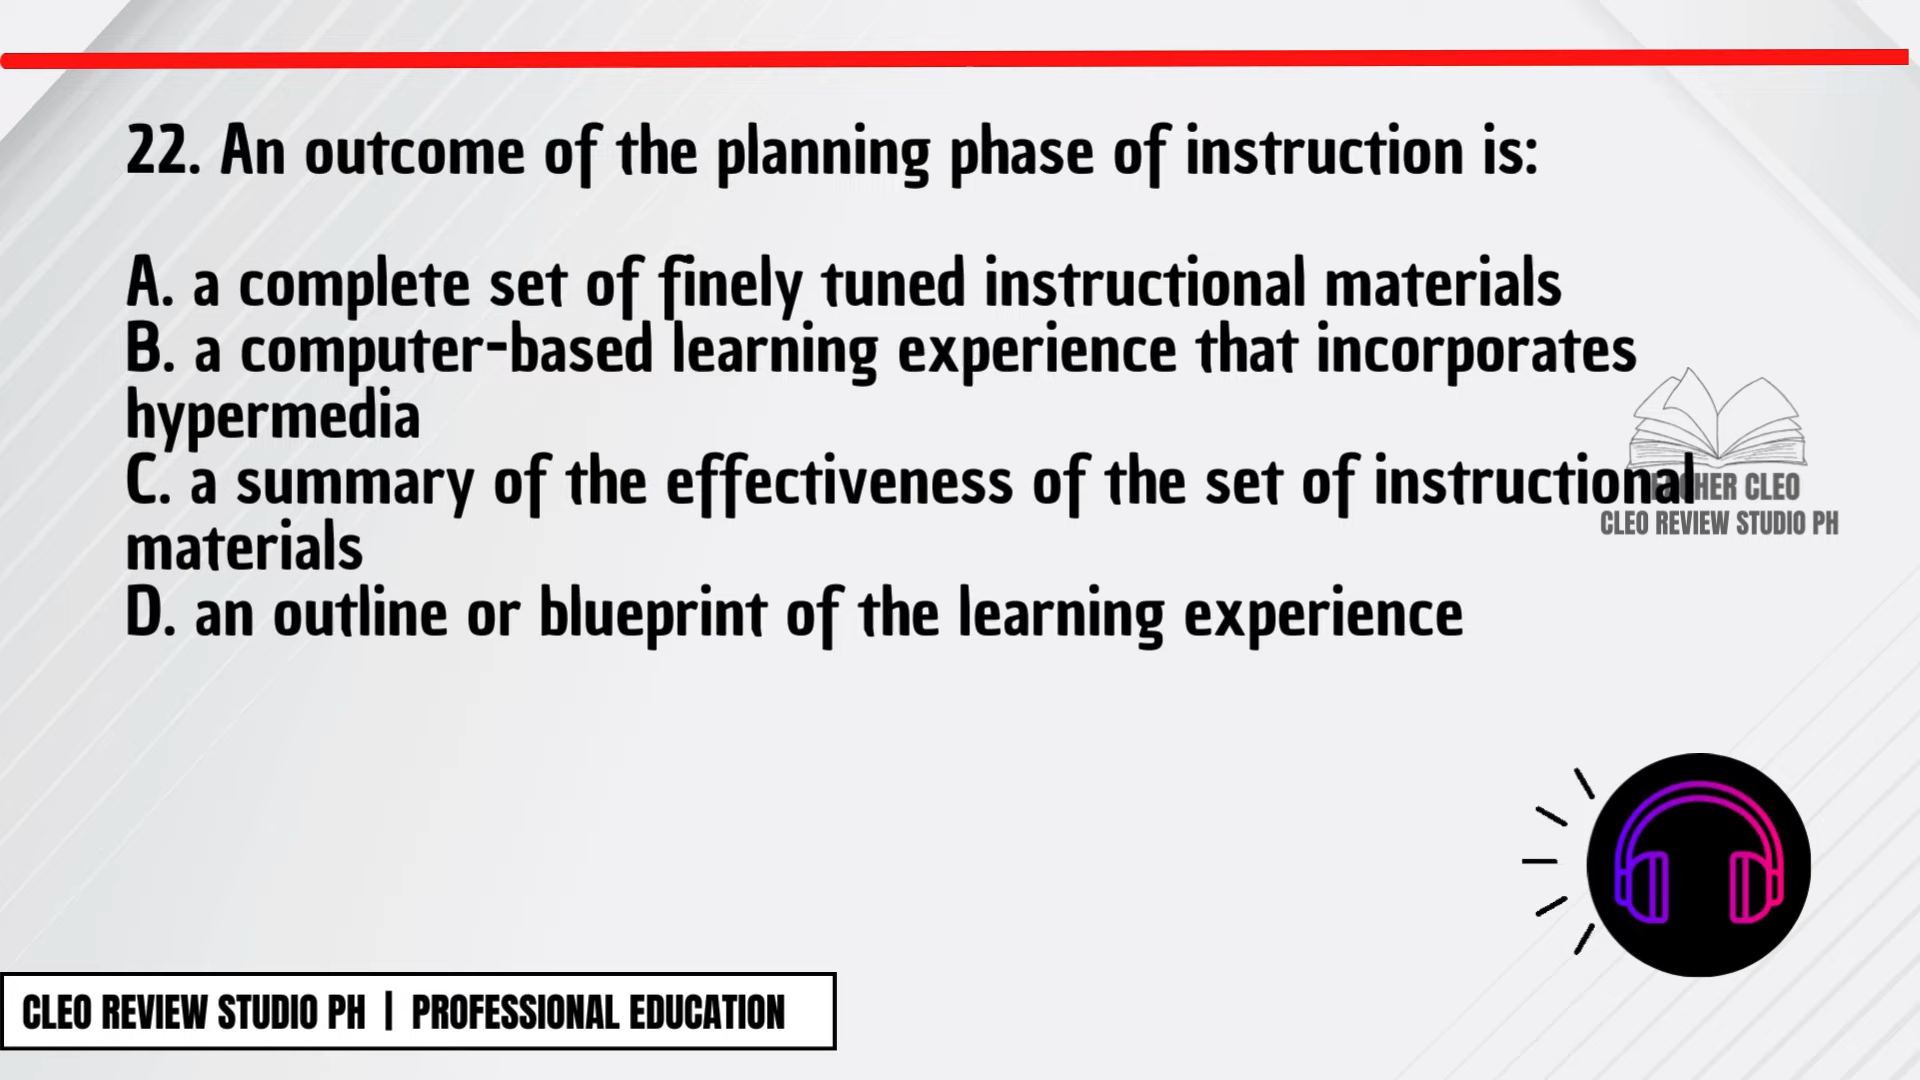 22. An outcome of the planning phase of instruction is:
A. a complete set of finely tuned instructional materials
B. a computer-based learning experience that incorporates
hypermedia
C. a summary of the effectiveness of the set of instructional
materials
D. an outline or blueprint of the learning experience
CLEO
CLEO REVIEW STUDIO PH
CLEO REVIEW STUDIO PH | PROFESSIONAL EDUCATION